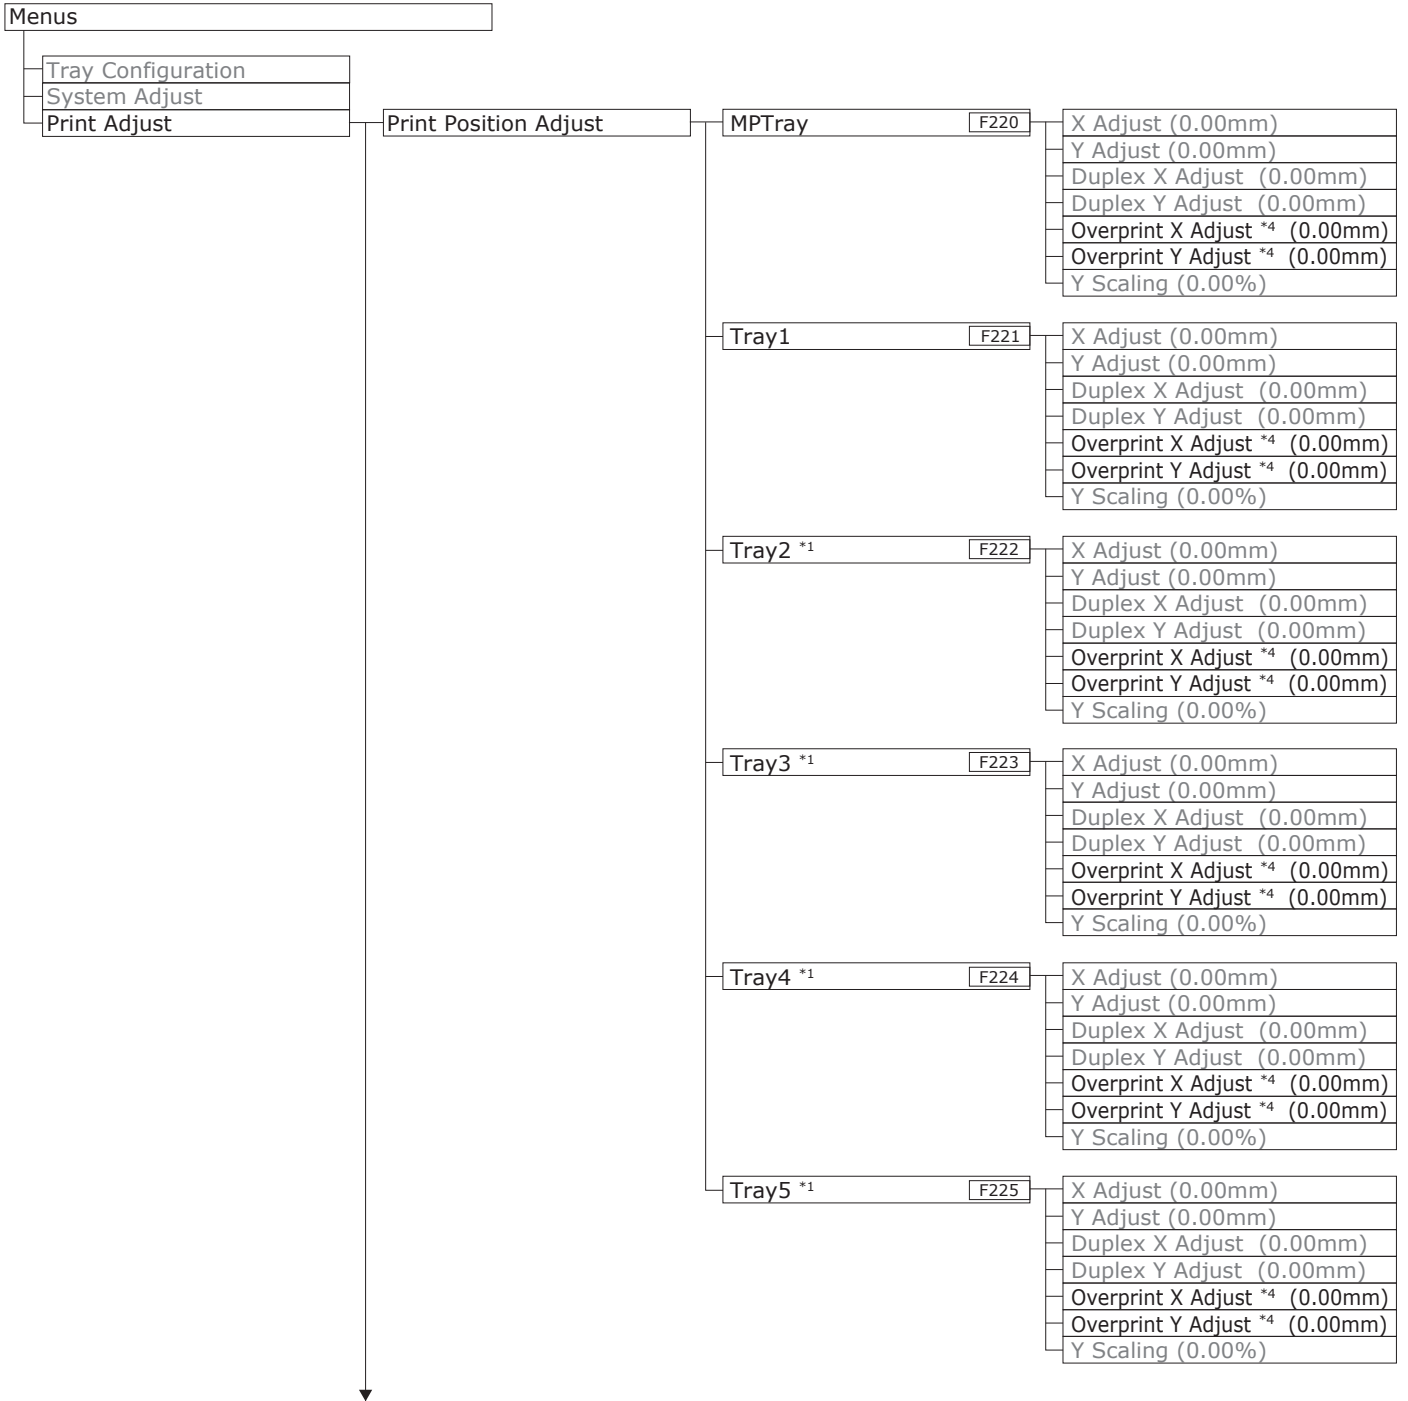 Menus
Tray Configuration
System Adjust
Print Adjust
Print Position Adjust
MPTray F220
X Adjust (0.00mm)
Y Adjust (0.00mm)
Duplex X Adjust (0.00mm)
Duplex Y Adjust (0.00mm)
Overprint X Adjust *4 (0.00mm)
Overprint Y Adjust *4 (0.00mm)
Y Scaling (0.00%)
Tray1 F221
X Adjust (0.00mm)
Y Adjust (0.00mm)
Duplex X Adjust (0.00mm)
Duplex Y Adjust (0.00mm)
Overprint X Adjust *4 (0.00mm)
Overprint Y Adjust *4 (0.00mm)
Y Scaling (0.00%)
Tray2 *1 F222
X Adjust (0.00mm)
Y Adjust (0.00mm)
Duplex X Adjust (0.00mm)
Duplex Y Adjust (0.00mm)
Overprint X Adjust *4 (0.00mm)
Overprint Y Adjust *4 (0.00mm)
Y Scaling (0.00%)
Tray3 *1 F223
X Adjust (0.00mm)
Y Adjust (0.00mm)
Duplex X Adjust (0.00mm)
Duplex Y Adjust (0.00mm)
Overprint X Adjust *4 (0.00mm)
Overprint Y Adjust *4 (0.00mm)
Y Scaling (0.00%)
Tray4 *1 F224
X Adjust (0.00mm)
Y Adjust (0.00mm)
Duplex X Adjust (0.00mm)
Duplex Y Adjust (0.00mm)
Overprint X Adjust *4 (0.00mm)
Overprint Y Adjust *4 (0.00mm)
Y Scaling (0.00%)
Tray5 *1 F225
X Adjust (0.00mm)
Y Adjust (0.00mm)
Duplex X Adjust (0.00mm)
Duplex Y Adjust (0.00mm)
Overprint X Adjust *4 (0.00mm)
Overprint Y Adjust *4 (0.00mm)
Y Scaling (0.00%)